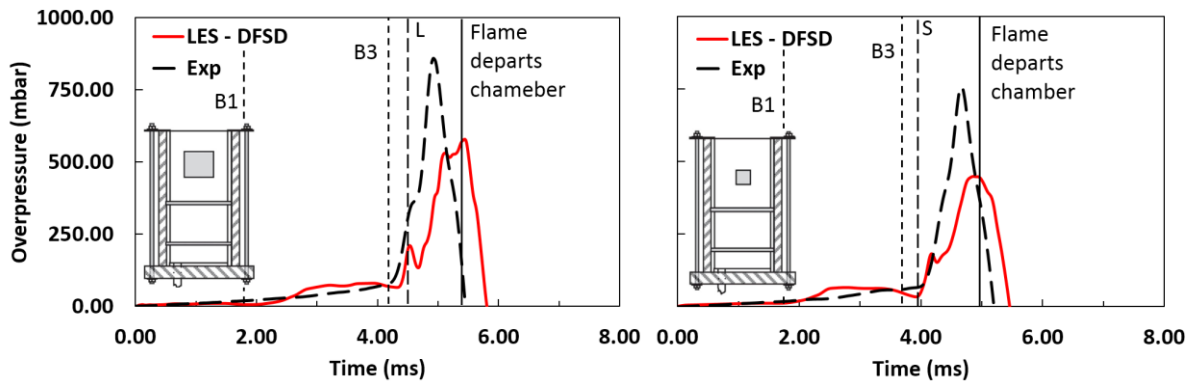 1000.00
750.00
500.00
250.00
0.00
Overpressure (mbar)
LES - DFSD
Exp
B1
B3
L
Flame
departs
chameber
0.00 2.00 4.00 6.00 8.00
Time (ms)
LES - DFSD
Exp
B1
B3
S
Flame
departs
chamber
0.00 2.00 4.00 6.00 8.00
Time (ms)